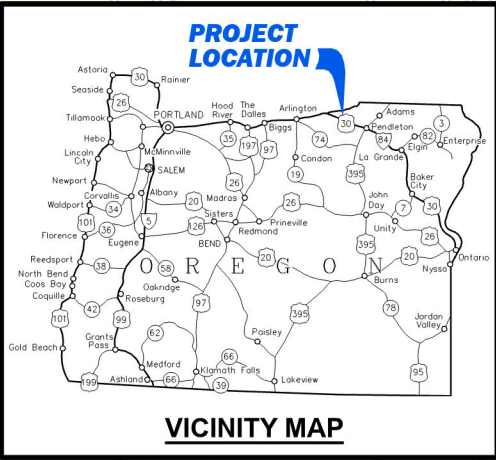 PROJECT
LOCATION
Astoria
30
Rainier
Seaside
26
Tillamook
PORTLAND
Hood
River
The
Dalles
Arlington
30
Adams
3
Hebo
35
197
97
Biggs
74
Pendleton
84
82
Elgin
Enterprise
McMinnville
Lincoln
City
SALEM
Condon
La Grande
19
395
26
Baker
City
Newport
Corvallis
Albany
20
Madras
26
John
Day
7
30
Waldport
34
Sisters
Prineville
Unity
26
101
36
5
126
Redmond
Florence
Eugene
BEND
395
20
Ontario
Nyssa
Reedsport
38
OREGON
58
20
North Bend
Coos Bay
Oakridge
Burns
Coquille
42
Roseburg
97
395
78
101
99
Jordan
Valley
62
Gold Beach
Grants
Pass
Paisley
66
Medford
95
199
Ashland
66
Klamath Falls
39
Lakeview
VICINITY MAP